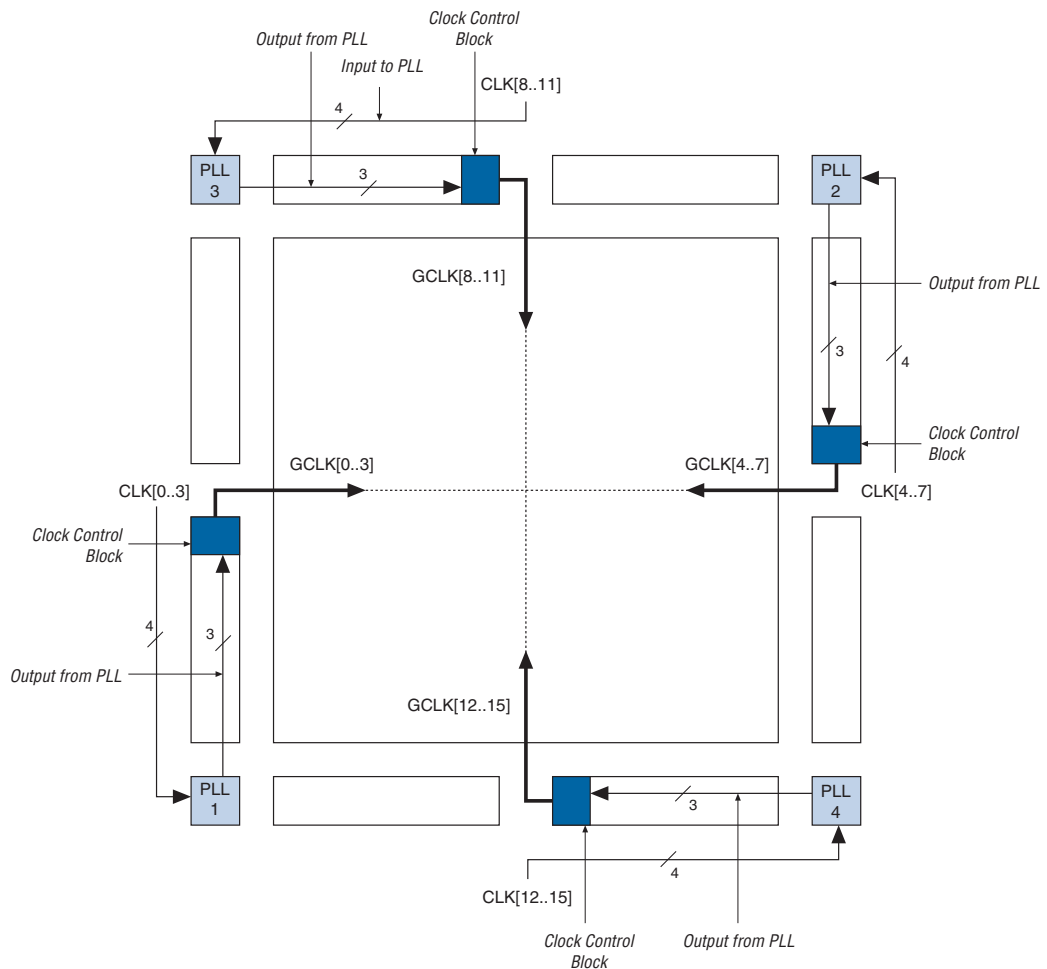 Clock Control
Block
Output from PLL
Input to PLL
CLK[8..11]
4
PLL
3
3
PLL
2
GCLK[8..11]
Output from PLL
3
4
Clock Control
Block
GCLK[0..3]
GCLK[4..7]
CLK[0..3]
CLK[4..7]
Clock Control
Block
4
3
Output from PLL
GCLK[12..15]
PLL
1
3
PLL
4
4
CLK[12..15]
Clock Control
Block
Output from PLL